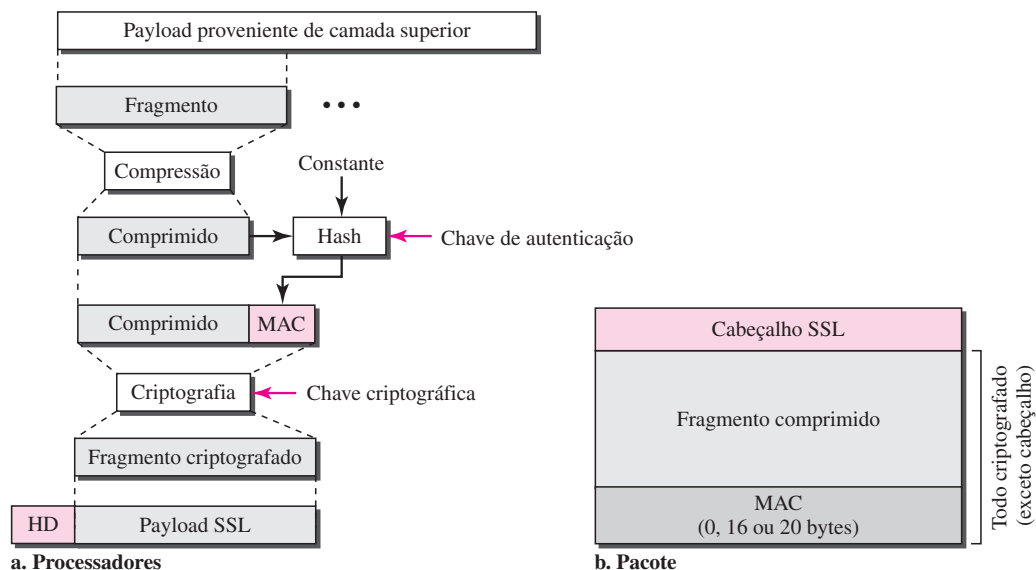 Payload proveniente de camada superior
Fragmento
Compressão
Constante
Comprimido
Hash
Chave de autenticação
Comprimido
MAC
Criptografia
Chave criptográfica
Fragmento criptografado
HD
Payload SSL
a. Processadores
Cabeçalho SSL
Fragmento comprimido
MAC
(0, 16 ou 20 bytes)
Todo criptografado
(exceto cabeçalho)
b. Pacote